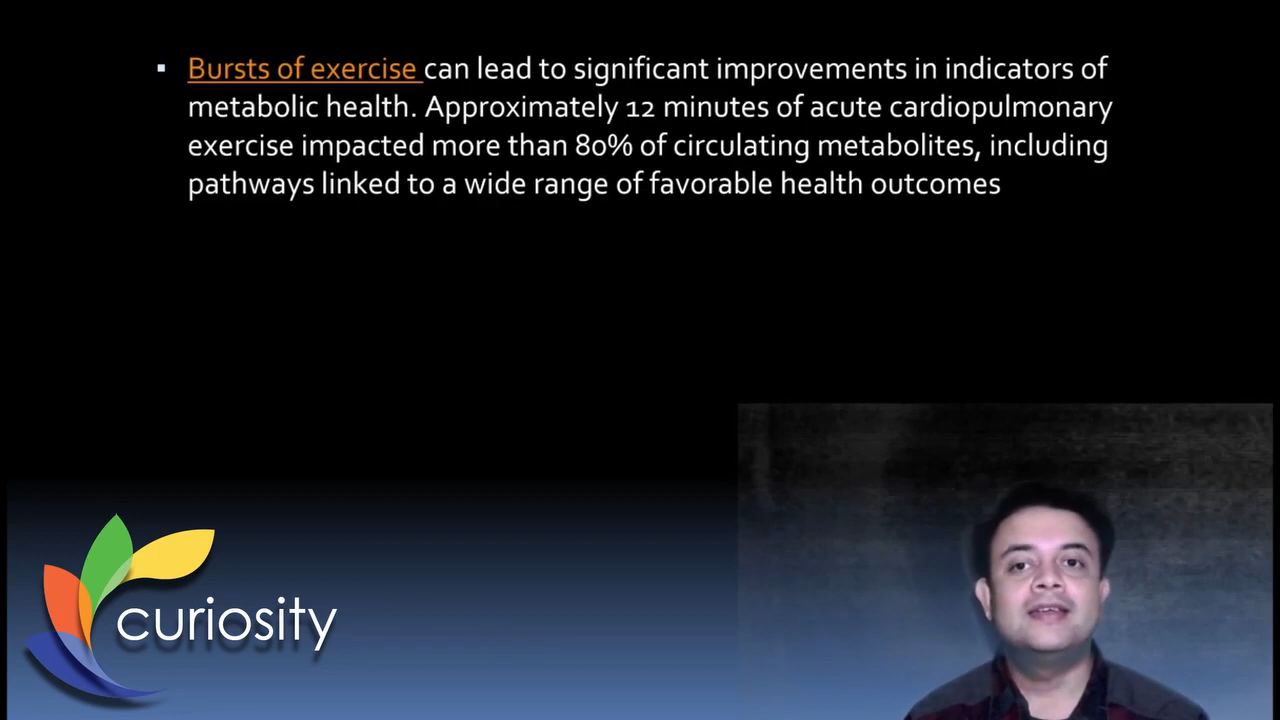 ▪ Bursts of exercise can lead to significant improvements in indicators of
metabolic health. Approximately 12 minutes of acute cardiopulmonary
exercise impacted more than 80% of circulating metabolites, including
pathways linked to a wide range of favorable health outcomes
curiosity